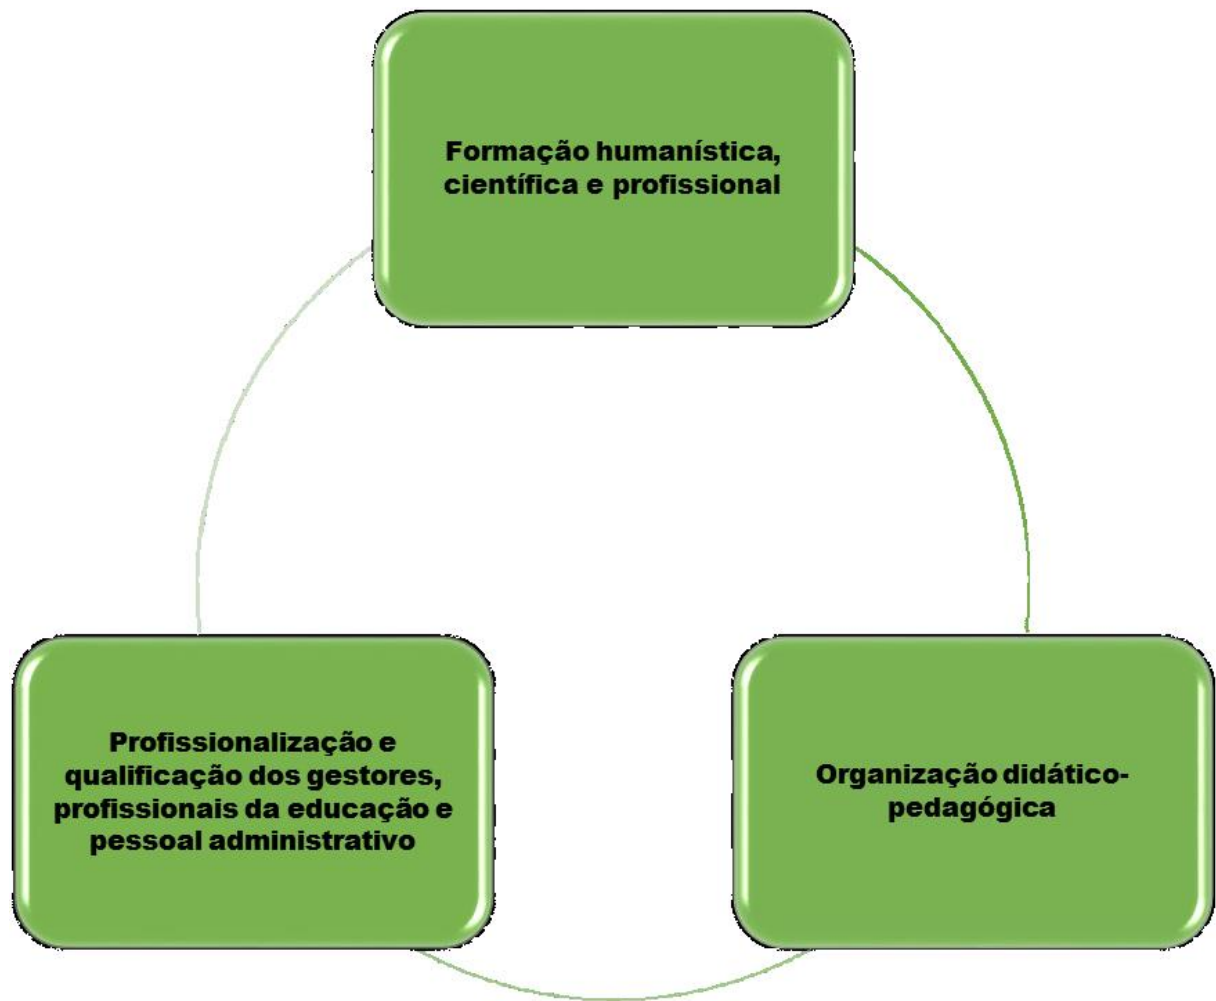 Formação humanística,
científica e profissional
Profissionalização e
qualificação dos gestores,
profissionais da educação e
pessoal administrativo
Organização didático-
pedagógica